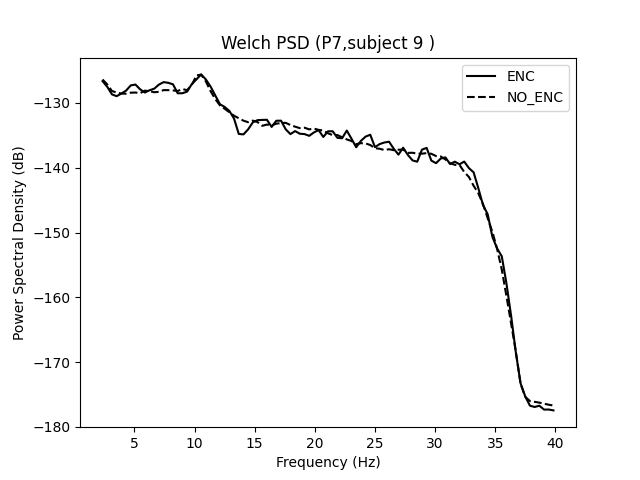 Welch PSD (P7,subject 9 )
ENC
NO_ENC
Power Spectral Density (dB)
−130
−140
−150
−160
−170
−180
5 10 15 20 25 30 35 40
Frequency (Hz)